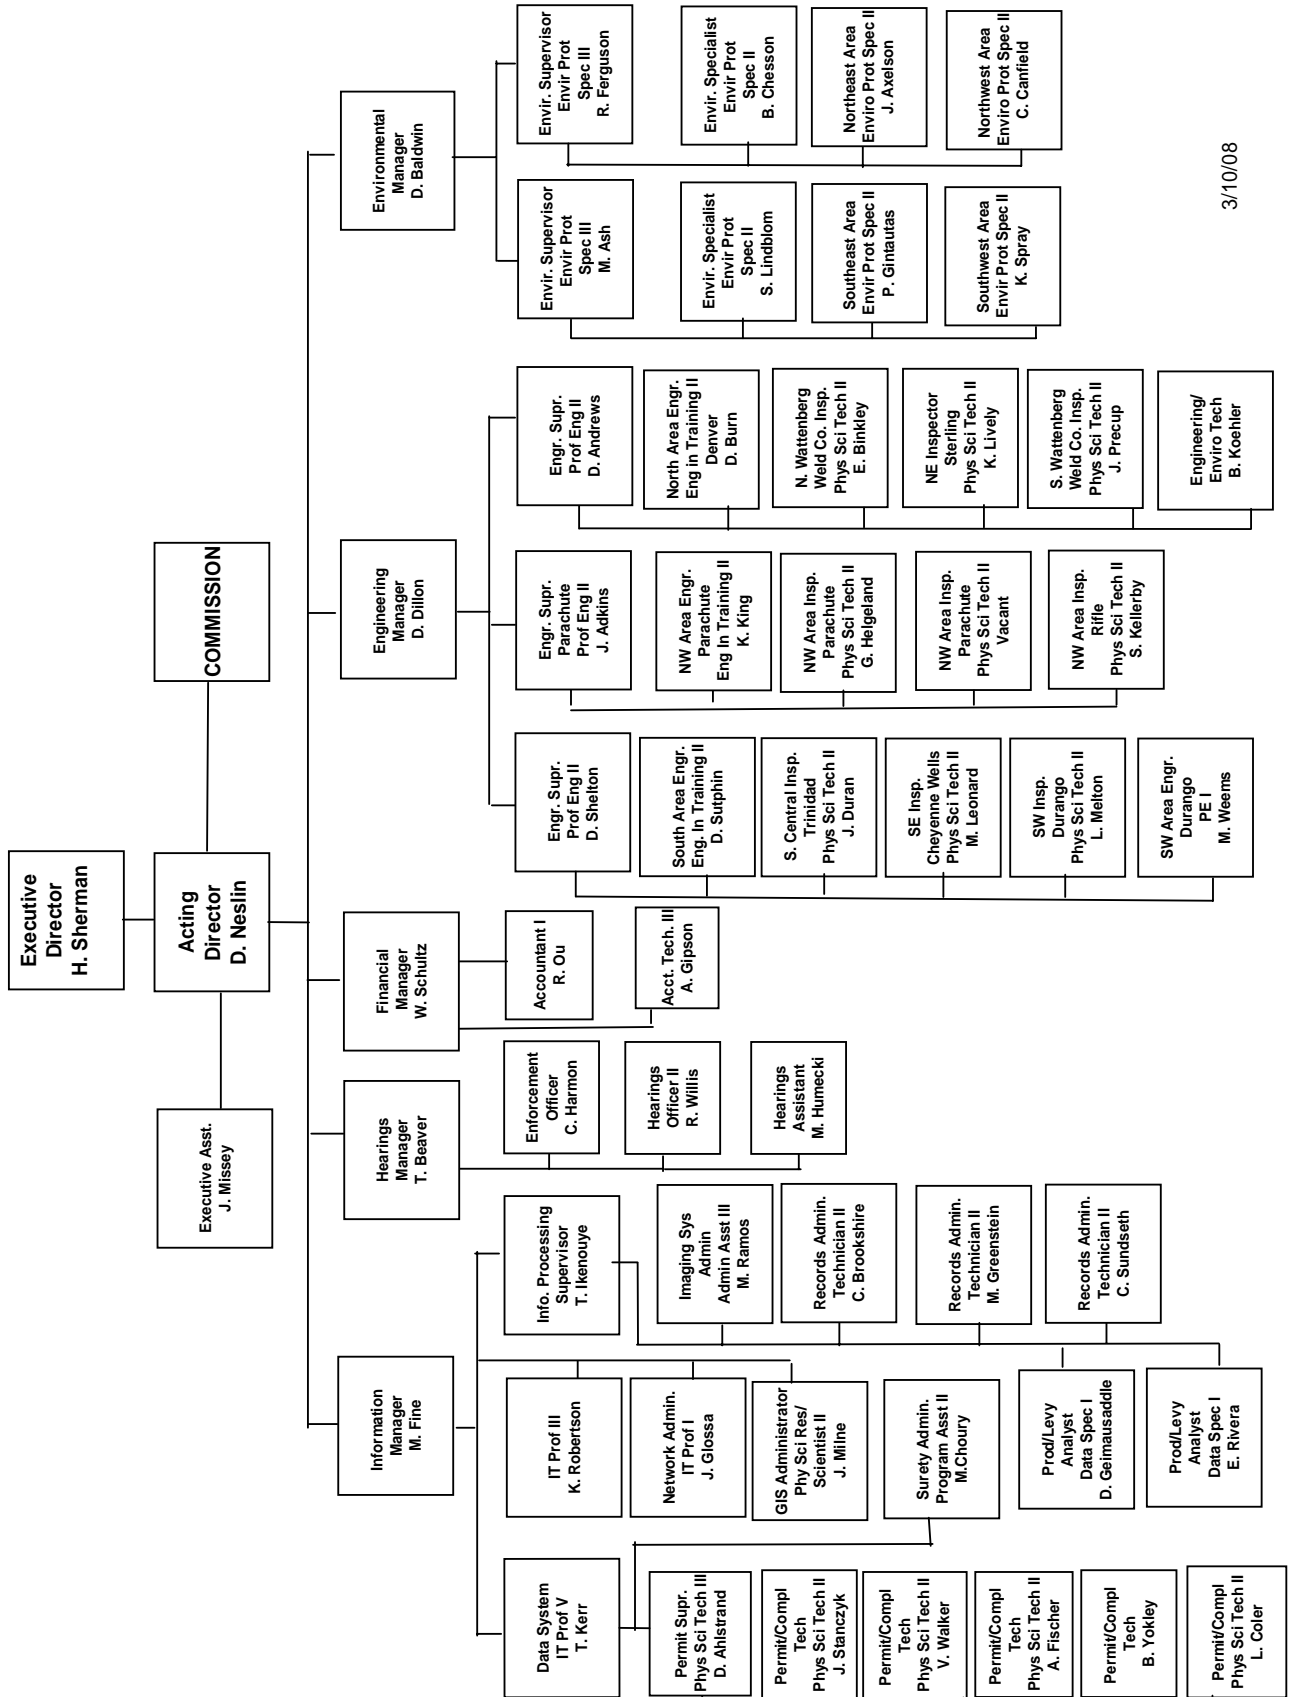 Executive
Director
H. Sherman
Acting
Director
D. Neslin
COMMISSION
Executive Asst.
J. Missey
Information
Manager
M. Fine
Hearings
Manager
T. Beaver
Financial
Manager
W. Schultz
Engineering
Manager
D. Dillon
Environmental
Manager
D. Baldwin
Data System
IT Prof V
T. Kerr
Permit Supr.
Phys Sci Tech III
D. Ahlstrand
Permit/Compl
Tech
Phys Sci Tech II
J. Stanczyk
Permit/Compl
Tech
Phys Sci Tech II
V. Walker
Permit/Compl
Tech
Phys Sci Tech II
A. Fischer
Permit/Compl
Tech
B. Yokley
Permit/Compl
Phys Sci Tech II
L. Coler
IT Prof III
K. Robertson
Network Admin.
IT Prof I
J. Glossa
GIS Administrator
Phy Sci Res/
Scientist II
J. Milne
Surety Admin.
Program Asst II
M.Choury
Prod/Levy
Analyst
Data Spec I
D. Geimausaddle
Prod/Levy
Analyst
Data Spec I
E. Rivera
Info. Processing
Supervisor
T. Ikenouye
Imaging Sys
Admin
Admin Asst III
M. Ramos
Records Admin.
Technician II
C. Brookshire
Records Admin.
Technician II
M. Greenstein
Records Admin.
Technician II
C. Sundseth
Enforcement
Officer
C. Harmon
Hearings
Officer II
R. Willis
Hearings
Assistant
M. Humecki
Accountant I
R. Ou
Acct. Tech. III
A. Gipson
Engr. Supr.
Prof Eng II
D. Shelton
South Area Engr.
Eng. In Training II
D. Sutphin
S. Central Insp.
Trinidad
Phys Sci Tech II
J. Duran
SE Insp.
Cheyenne Wells
Phys Sci Tech II
M. Leonard
SW Insp.
Durango
Phys Sci Tech II
L. Melton
SW Area Engr.
Durango
PE I
M. Weems
Engr. Supr.
Parachute
Prof Eng II
J. Adkins
NW Area Engr.
Parachute
Eng In Training II
K. King
NW Area Insp.
Parachute
Phys Sci Tech II
G. Helgeland
NW Area Insp.
Parachute
Phys Sci Tech II
Vacant
NW Area Insp.
Rifle
Phys Sci Tech II
S. Kellerby
Engr. Supr.
Prof Eng II
D. Andrews
North Area Engr.
Eng in Training II
Denver
D. Burn
N. Wattenberg
Weld Co. Insp.
Phys Sci Tech II
E. Binkley
NE Inspector
Sterling
Phys Sci Tech II
K. Lively
S. Wattenberg
Weld Co. Insp.
Phys Sci Tech II
J. Precup
Engineering/
Enviro Tech
B. Koehler
Envir. Supervisor
Envir Prot
Spec III
M. Ash
Envir. Specialist
Envir Prot
Spec II
S. Lindblom
Southeast Area
Envir Prot Spec II
P. Gintautas
Southwest Area
Envir Prot Spec II
K. Spray
Envir. Supervisor
Envir Prot
Spec III
R. Ferguson
Envir. Specialist
Envir Prot
Spec II
B. Chesson
Northeast Area
Enviro Prot Spec II
J. Axelson
Northwest Area
Enviro Prot Spec II
C. Canfield
3/10/08